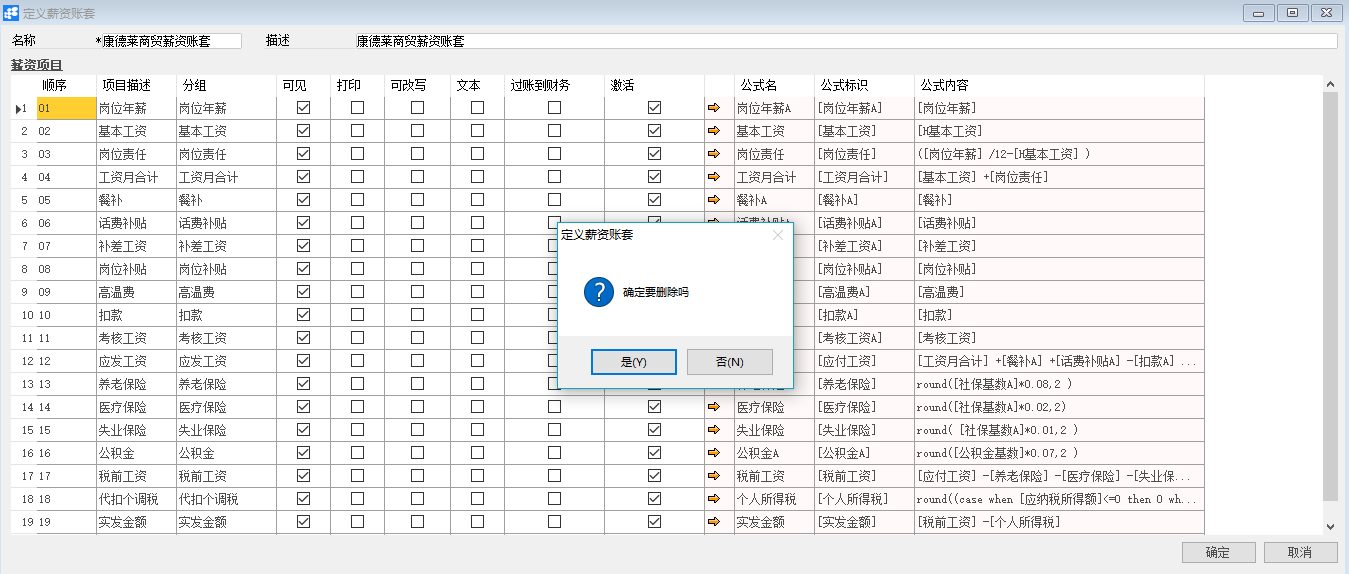 定义薪资账套
名称 *康德莱商贸薪资账套 描述 康德莱商贸薪资账套
薪资项目
顺序 项目描述 分组 可见 打印 可改写 文本 过账到财务 激活 公式名 公式标识 公式内容
1 01 岗位年薪 岗位年薪 岗位年薪A [岗位年薪A] [岗位年薪]
2 02 基本工资 基本工资 基本工资 [基本工资] [H基本工资]
3 03 岗位责任 岗位责任 岗位责任 [岗位责任] ([岗位年薪] /12-[H基本工资] )
4 04 工资月合计 工资月合计 工资月合计 [工资月合计] [基本工资] +[岗位责任]
5 05 餐补 餐补 餐补A [餐补A] [餐补]
6 06 话费补贴 话费补贴 话费补贴A [话费补贴A] [话费补贴]
7 07 补差工资 补差工资 [补差工资A] [补差工资]
8 08 岗位补贴 岗位补贴 [岗位补贴A] [岗位补贴]
9 09 高温费 高温费 [高温费A] [高温费]
10 10 扣款 扣款 [扣款A] [扣款]
11 11 考核工资 考核工资 [考核工资A] [考核工资]
12 12 应发工资 应发工资 [应付工资] [工资月合计] +[餐补A] +[话费补贴A] -[扣款A] ...
13 13 养老保险 养老保险 [养老保险] round([社保基数A]*0.08,2 )
14 14 医疗保险 医疗保险 医疗保险 [医疗保险] round([社保基数A]*0.02,2)
15 15 失业保险 失业保险 失业保险 [失业保险] round( [社保基数A]*0.01,2 )
16 16 公积金 公积金 公积金A [公积金A] round([公积金基数]*0.07,2 )
17 17 税前工资 税前工资 税前工资 [税前工资] [应付工资] -[养老保险] -[医疗保险] -[失业保...
18 18 代扣个调税 代扣个调税 个人所得税 [个人所得税] round((case when [应纳税所得额]<=0 then 0 wh...
19 19 实发金额 实发金额 实发金额 [实发金额] [税前工资] -[个人所得税]
定义薪资账套
确定要删除吗
是(Y) 否(N)
确定 取消